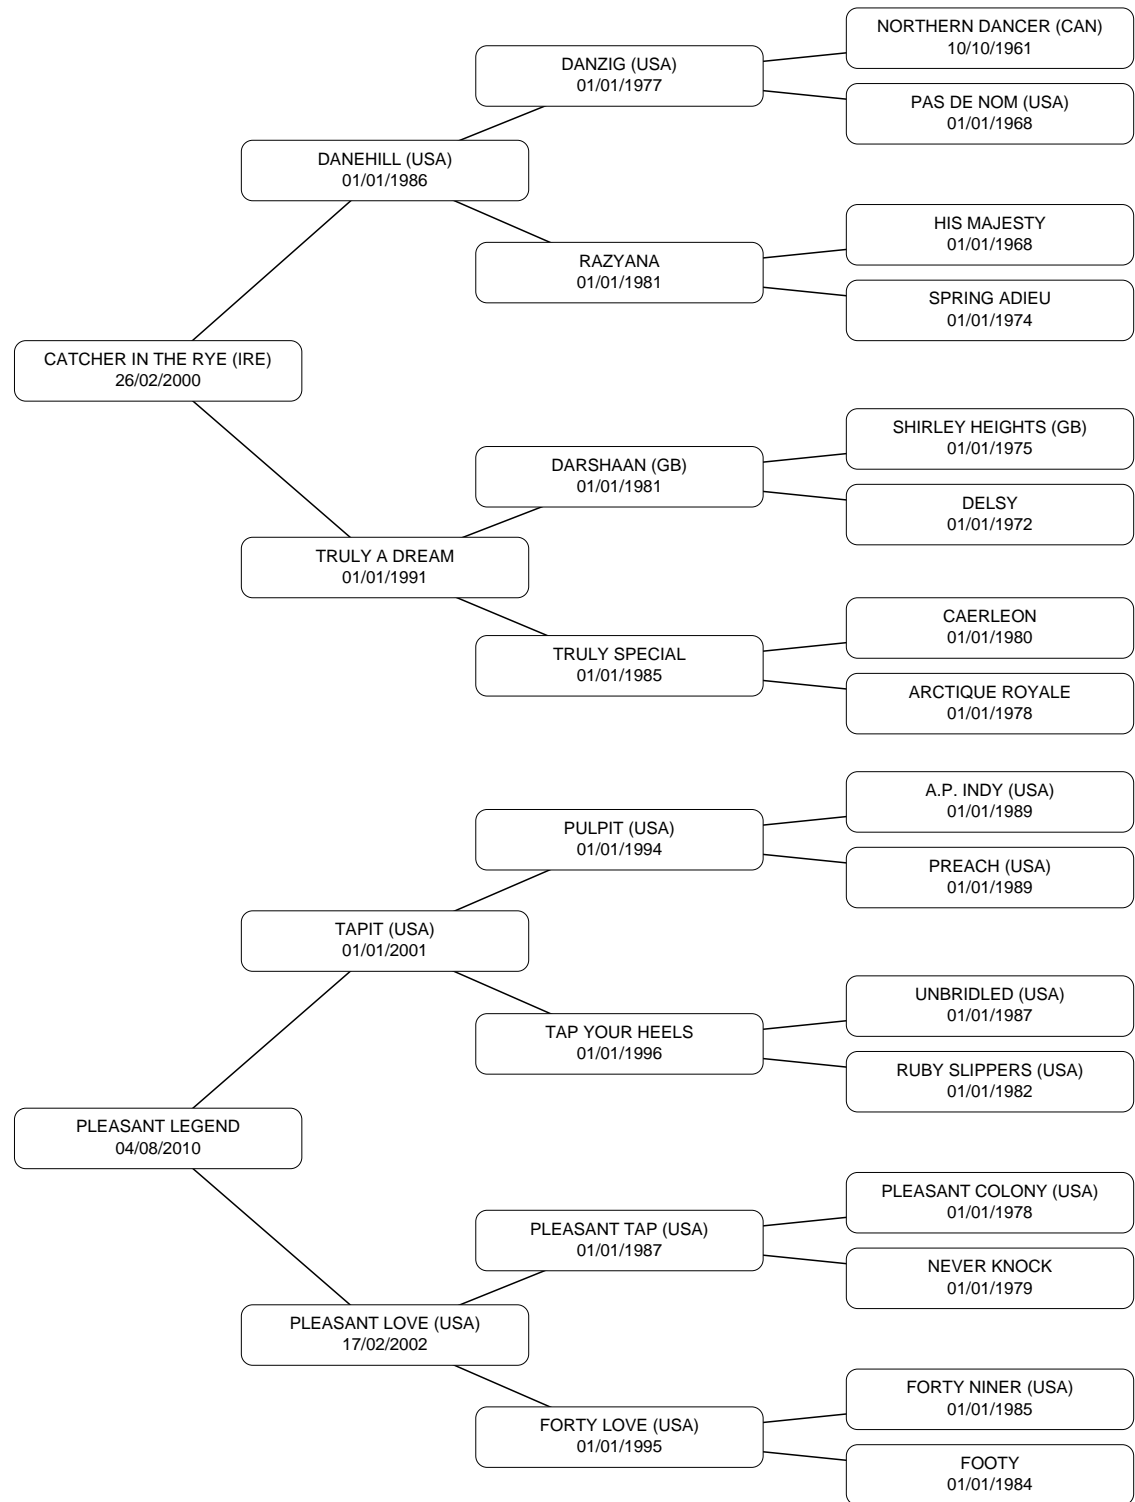 NORTHERN DANCER (CAN)
10/10/1961
DANZIG (USA)
01/01/1977
PAS DE NOM (USA)
01/01/1968
DANEHILL (USA)
01/01/1986
HIS MAJESTY
01/01/1968
RAZYANA
01/01/1981
SPRING ADIEU
01/01/1974
CATCHER IN THE RYE (IRE)
26/02/2000
SHIRLEY HEIGHTS (GB)
01/01/1975
DARSHAAN (GB)
01/01/1981
DELSY
01/01/1972
TRULY A DREAM
01/01/1991
CAERLEON
01/01/1980
TRULY SPECIAL
01/01/1985
ARCTIQUE ROYALE
01/01/1978
A.P. INDY (USA)
01/01/1989
PULPIT (USA)
01/01/1994
PREACH (USA)
01/01/1989
TAPIT (USA)
01/01/2001
UNBRIDLED (USA)
01/01/1987
TAP YOUR HEELS
01/01/1996
RUBY SLIPPERS (USA)
01/01/1982
PLEASANT LEGEND
04/08/2010
PLEASANT COLONY (USA)
01/01/1978
PLEASANT TAP (USA)
01/01/1987
NEVER KNOCK
01/01/1979
PLEASANT LOVE (USA)
17/02/2002
FORTY NINER (USA)
01/01/1985
FORTY LOVE (USA)
01/01/1995
FOOTY
01/01/1984